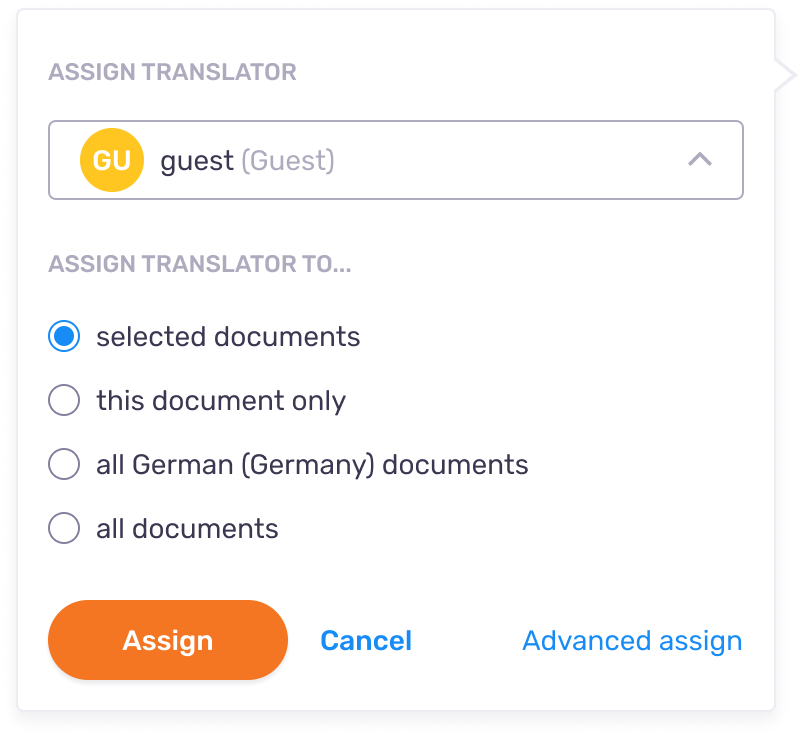 ASSIGN TRANSLATOR
GU guest (Guest)
ASSIGN TRANSLATOR TO...
selected documents
this document only
all German (Germany) documents
all documents
Assign Cancel Advanced assign